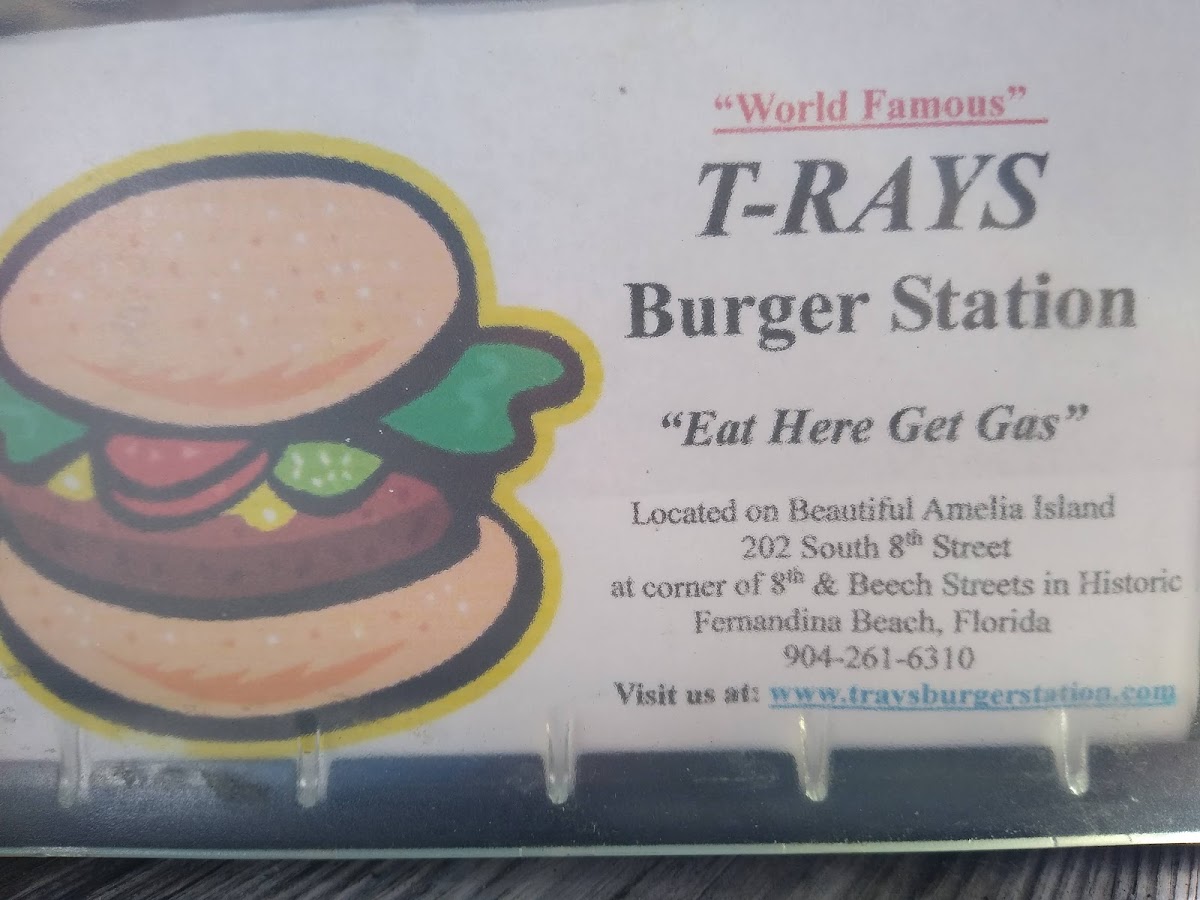 “World Famous”
T-RAYS
Burger Station
“Eat Here Get Gas”
Located on Beautiful Amelia Island
202 South 8th Street
at corner of 8th & Beech Streets in Historic
Fernandina Beach, Florida
904-261-6310
Visit us at: www.traysburgerstation.com